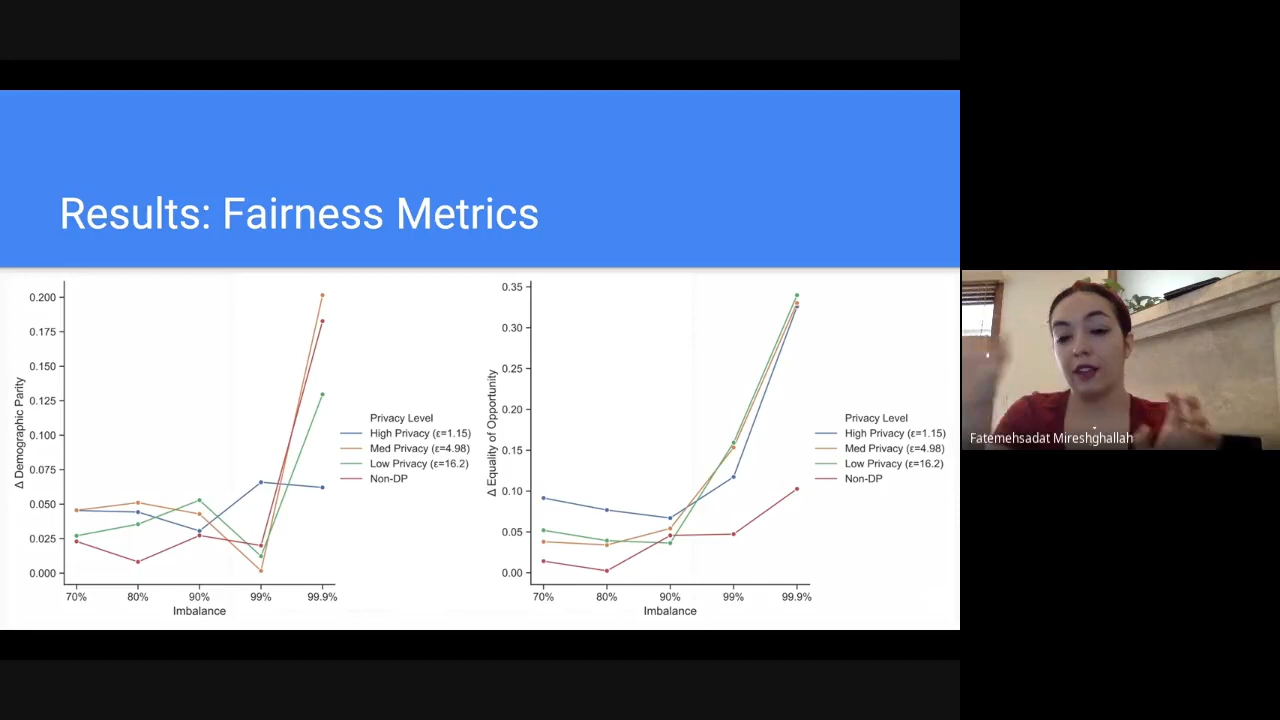 Results: Fairness Metrics
Δ Demographic Parity
0.200
0.175
0.150
0.125
0.100
0.075
0.050
0.025
0.000
70% 80% 90% 99% 99.9%
Imbalance
Privacy Level
High Privacy (ε=1.15)
Med Privacy (ε=4.98)
Low Privacy (ε=16.2)
Non-DP
Δ Equality of Opportunity
0.35
0.30
0.25
0.20
0.15
0.10
0.05
0.00
70% 80% 90% 99% 99.9%
Imbalance
Privacy Level
High Privacy (ε=1.15)
Med Privacy (ε=4.98)
Low Privacy (ε=16.2)
Non-DP
Fatemehsadat Mireshghallah